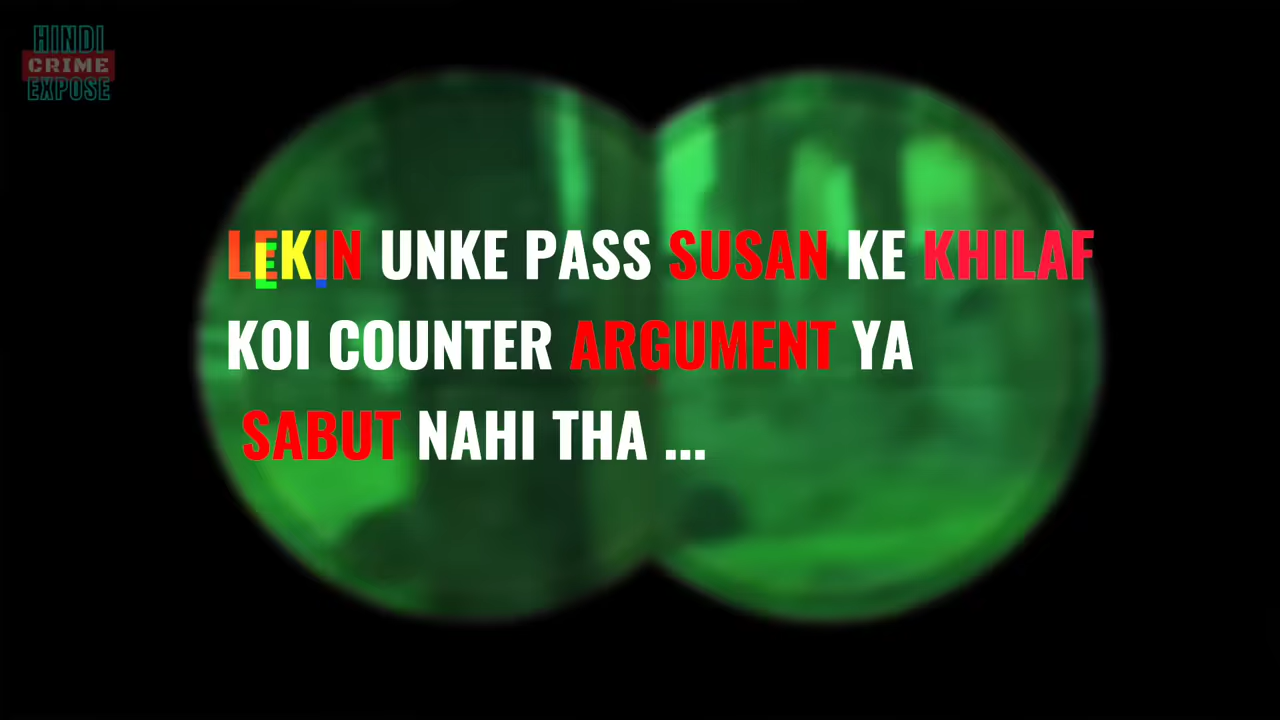 HINDI
CRIME
EXPOSE
LEKIN UNKE PASS SUSAN KE KHILAF
KOI COUNTER ARGUMENT YA
SABUT NAHI THA ...